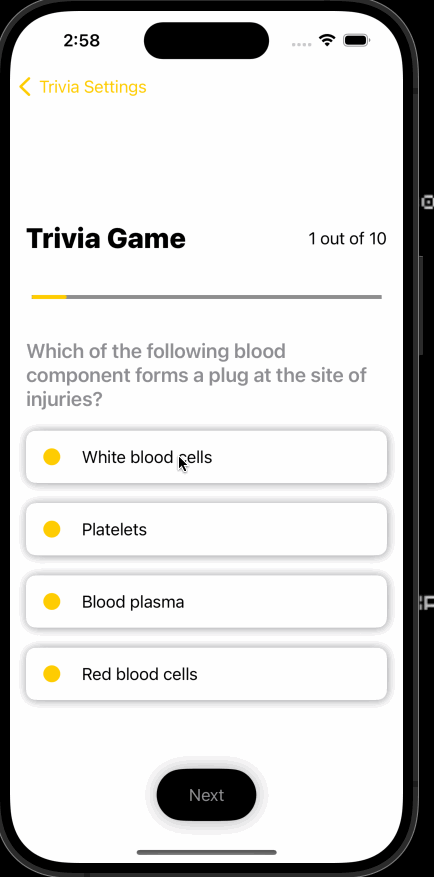 2:58
Trivia Settings
Trivia Game
1 out of 10
Which of the following blood
component forms a plug at the site of
injuries?
White blood cells
Platelets
Blood plasma
Red blood cells
Next